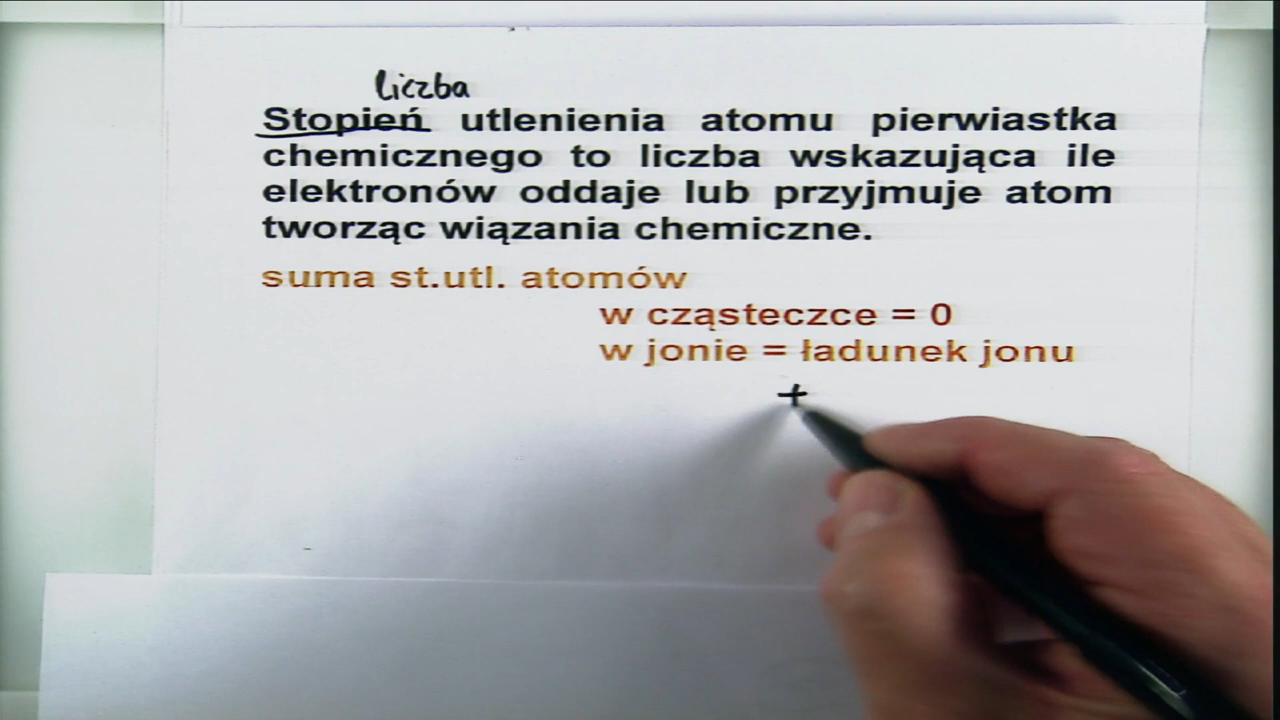 liczba
Stopień utlenienia atomu pierwiastka
chemicznego to liczba wskazująca ile
elektronów oddaje lub przyjmuje atom
tworząc wiązania chemiczne.
suma st.utl. atomów
w cząsteczce = 0
w jonie = ładunek jonu
+